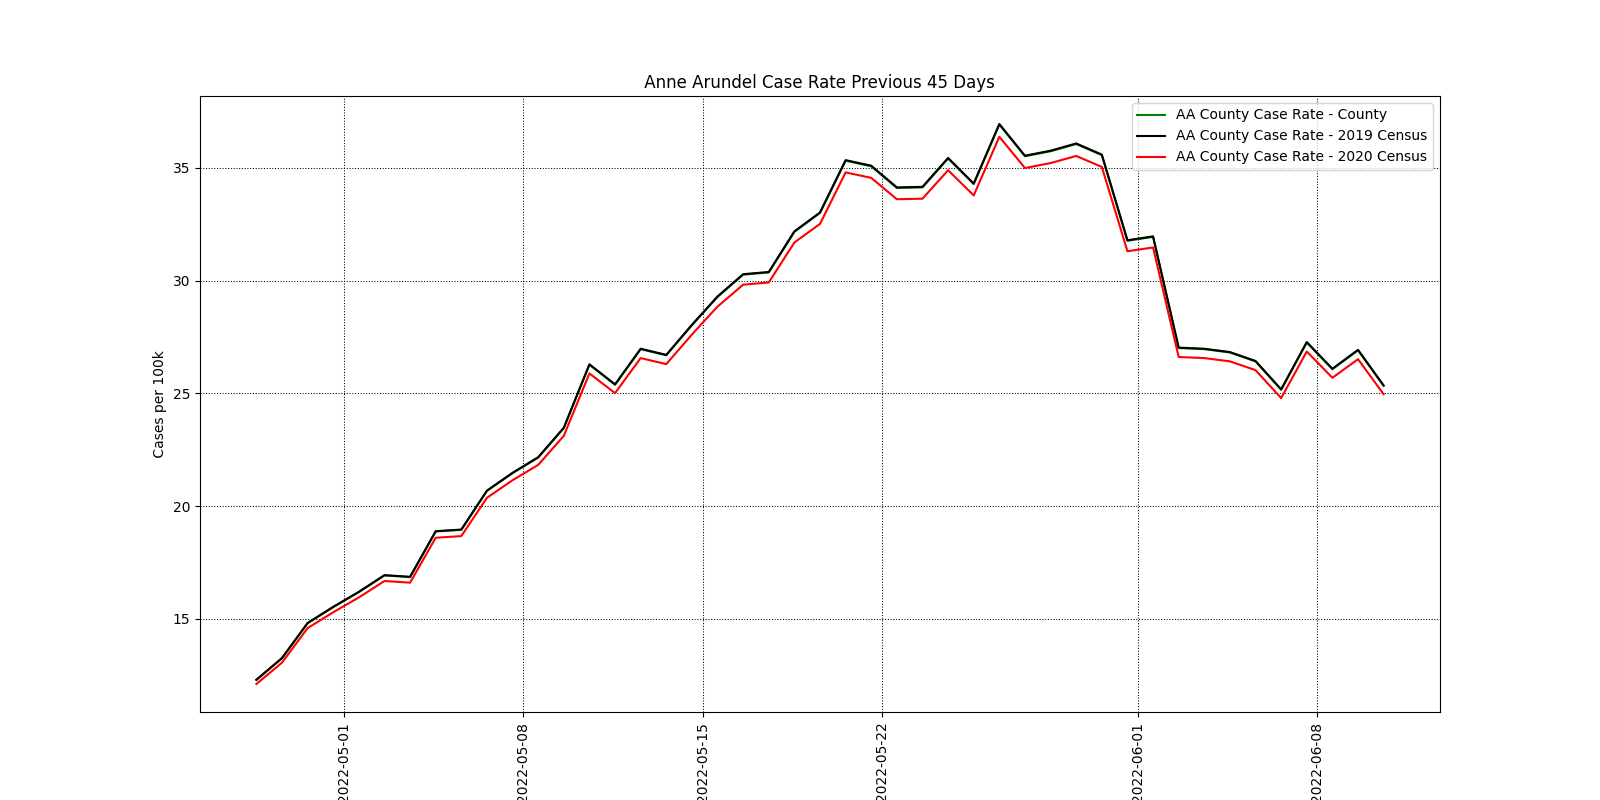 Anne Arundel Case Rate Previous 45 Days
AA County Case Rate - County
AA County Case Rate - 2019 Census
AA County Case Rate - 2020 Census
Cases per 100k
35
30
25
20
15
2022-05-01
2022-05-08
2022-05-15
2022-05-22
2022-06-01
2022-06-08